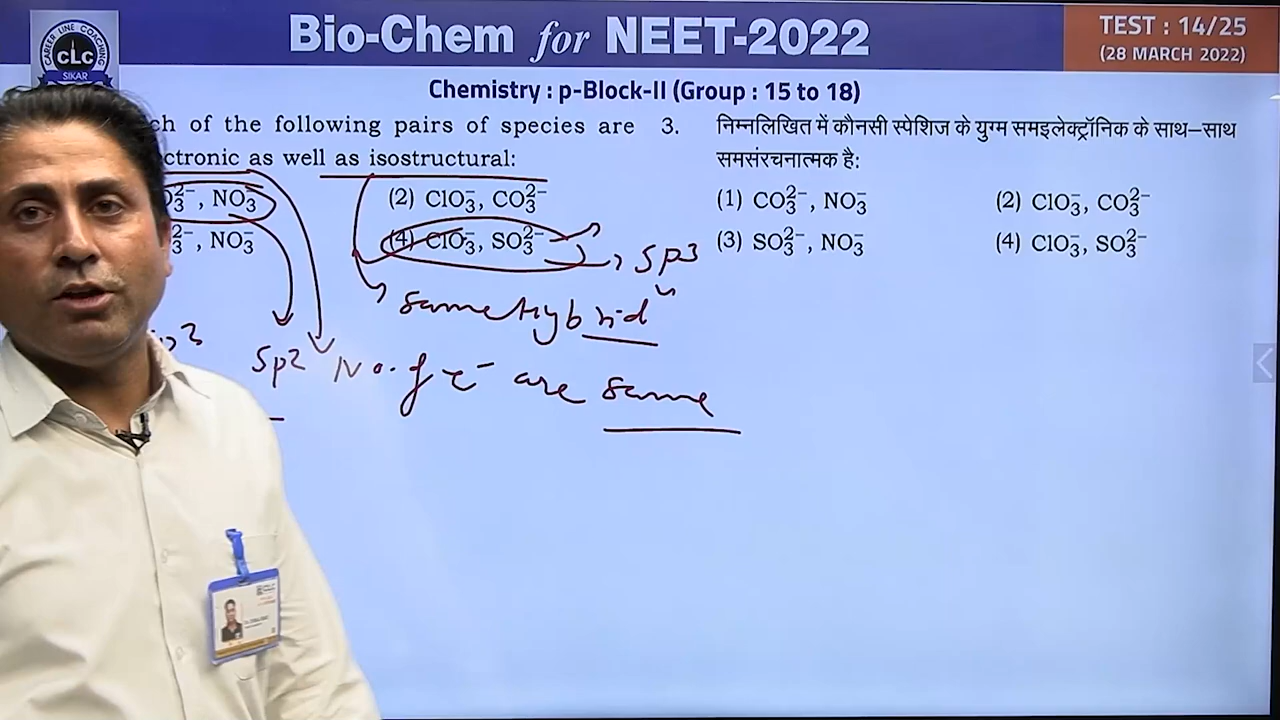 Bio-Chem for NEET-2022
TEST : 14/25
(28 MARCH 2022)
CAREER LINE COACHING
CLC
SIKAR
Chemistry : p-Block-II (Group : 15 to 18)
ch of the following pairs of species are
ctronic as well as isostructural:
O₃²⁻, NO₃⁻
(2) ClO₃⁻, CO₃²⁻
₃²⁻, NO₃⁻
(4) ClO₃⁻, SO₃²⁻
sp3
same Hybrid
sp2
No. of e⁻ are same
3. निम्नलिखित में कौनसी स्पेशिज के युग्म समइलेक्ट्रॉनिक के साथ–साथ
समसंरचनात्मक है:
(1) CO₃²⁻, NO₃⁻
(2) ClO₃⁻, CO₃²⁻
(3) SO₃²⁻, NO₃⁻
(4) ClO₃⁻, SO₃²⁻